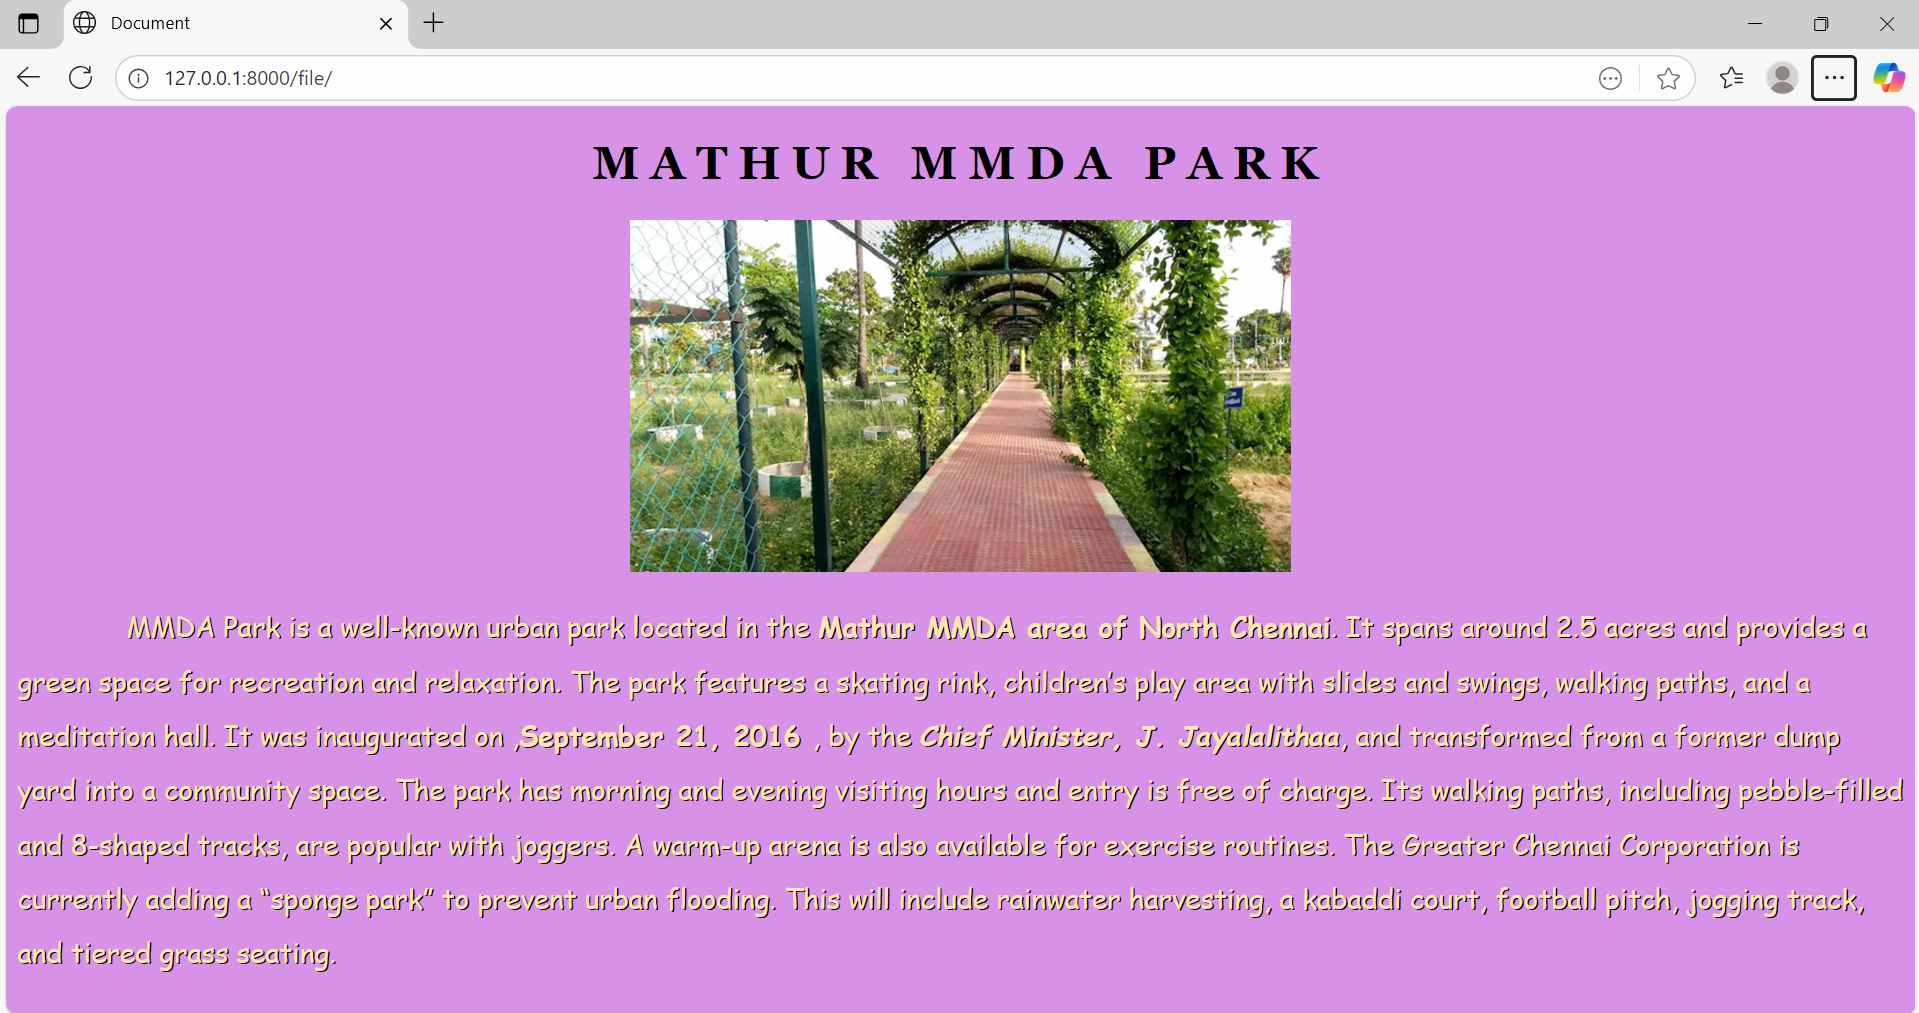 Document
127.0.0.1:8000/file/
MATHUR MMDA PARK
MMDA Park is a well-known urban park located in the Mathur MMDA area of North Chennai. It spans around 2.5 acres and provides a
green space for recreation and relaxation. The park features a skating rink, children’s play area with slides and swings, walking paths, and a
meditation hall. It was inaugurated on ,September 21, 2016 , by the Chief Minister, J. Jayalalithaa, and transformed from a former dump
yard into a community space. The park has morning and evening visiting hours and entry is free of charge. Its walking paths, including pebble-filled
and 8-shaped tracks, are popular with joggers. A warm-up arena is also available for exercise routines. The Greater Chennai Corporation is
currently adding a “sponge park” to prevent urban flooding. This will include rainwater harvesting, a kabaddi court, football pitch, jogging track,
and tiered grass seating.